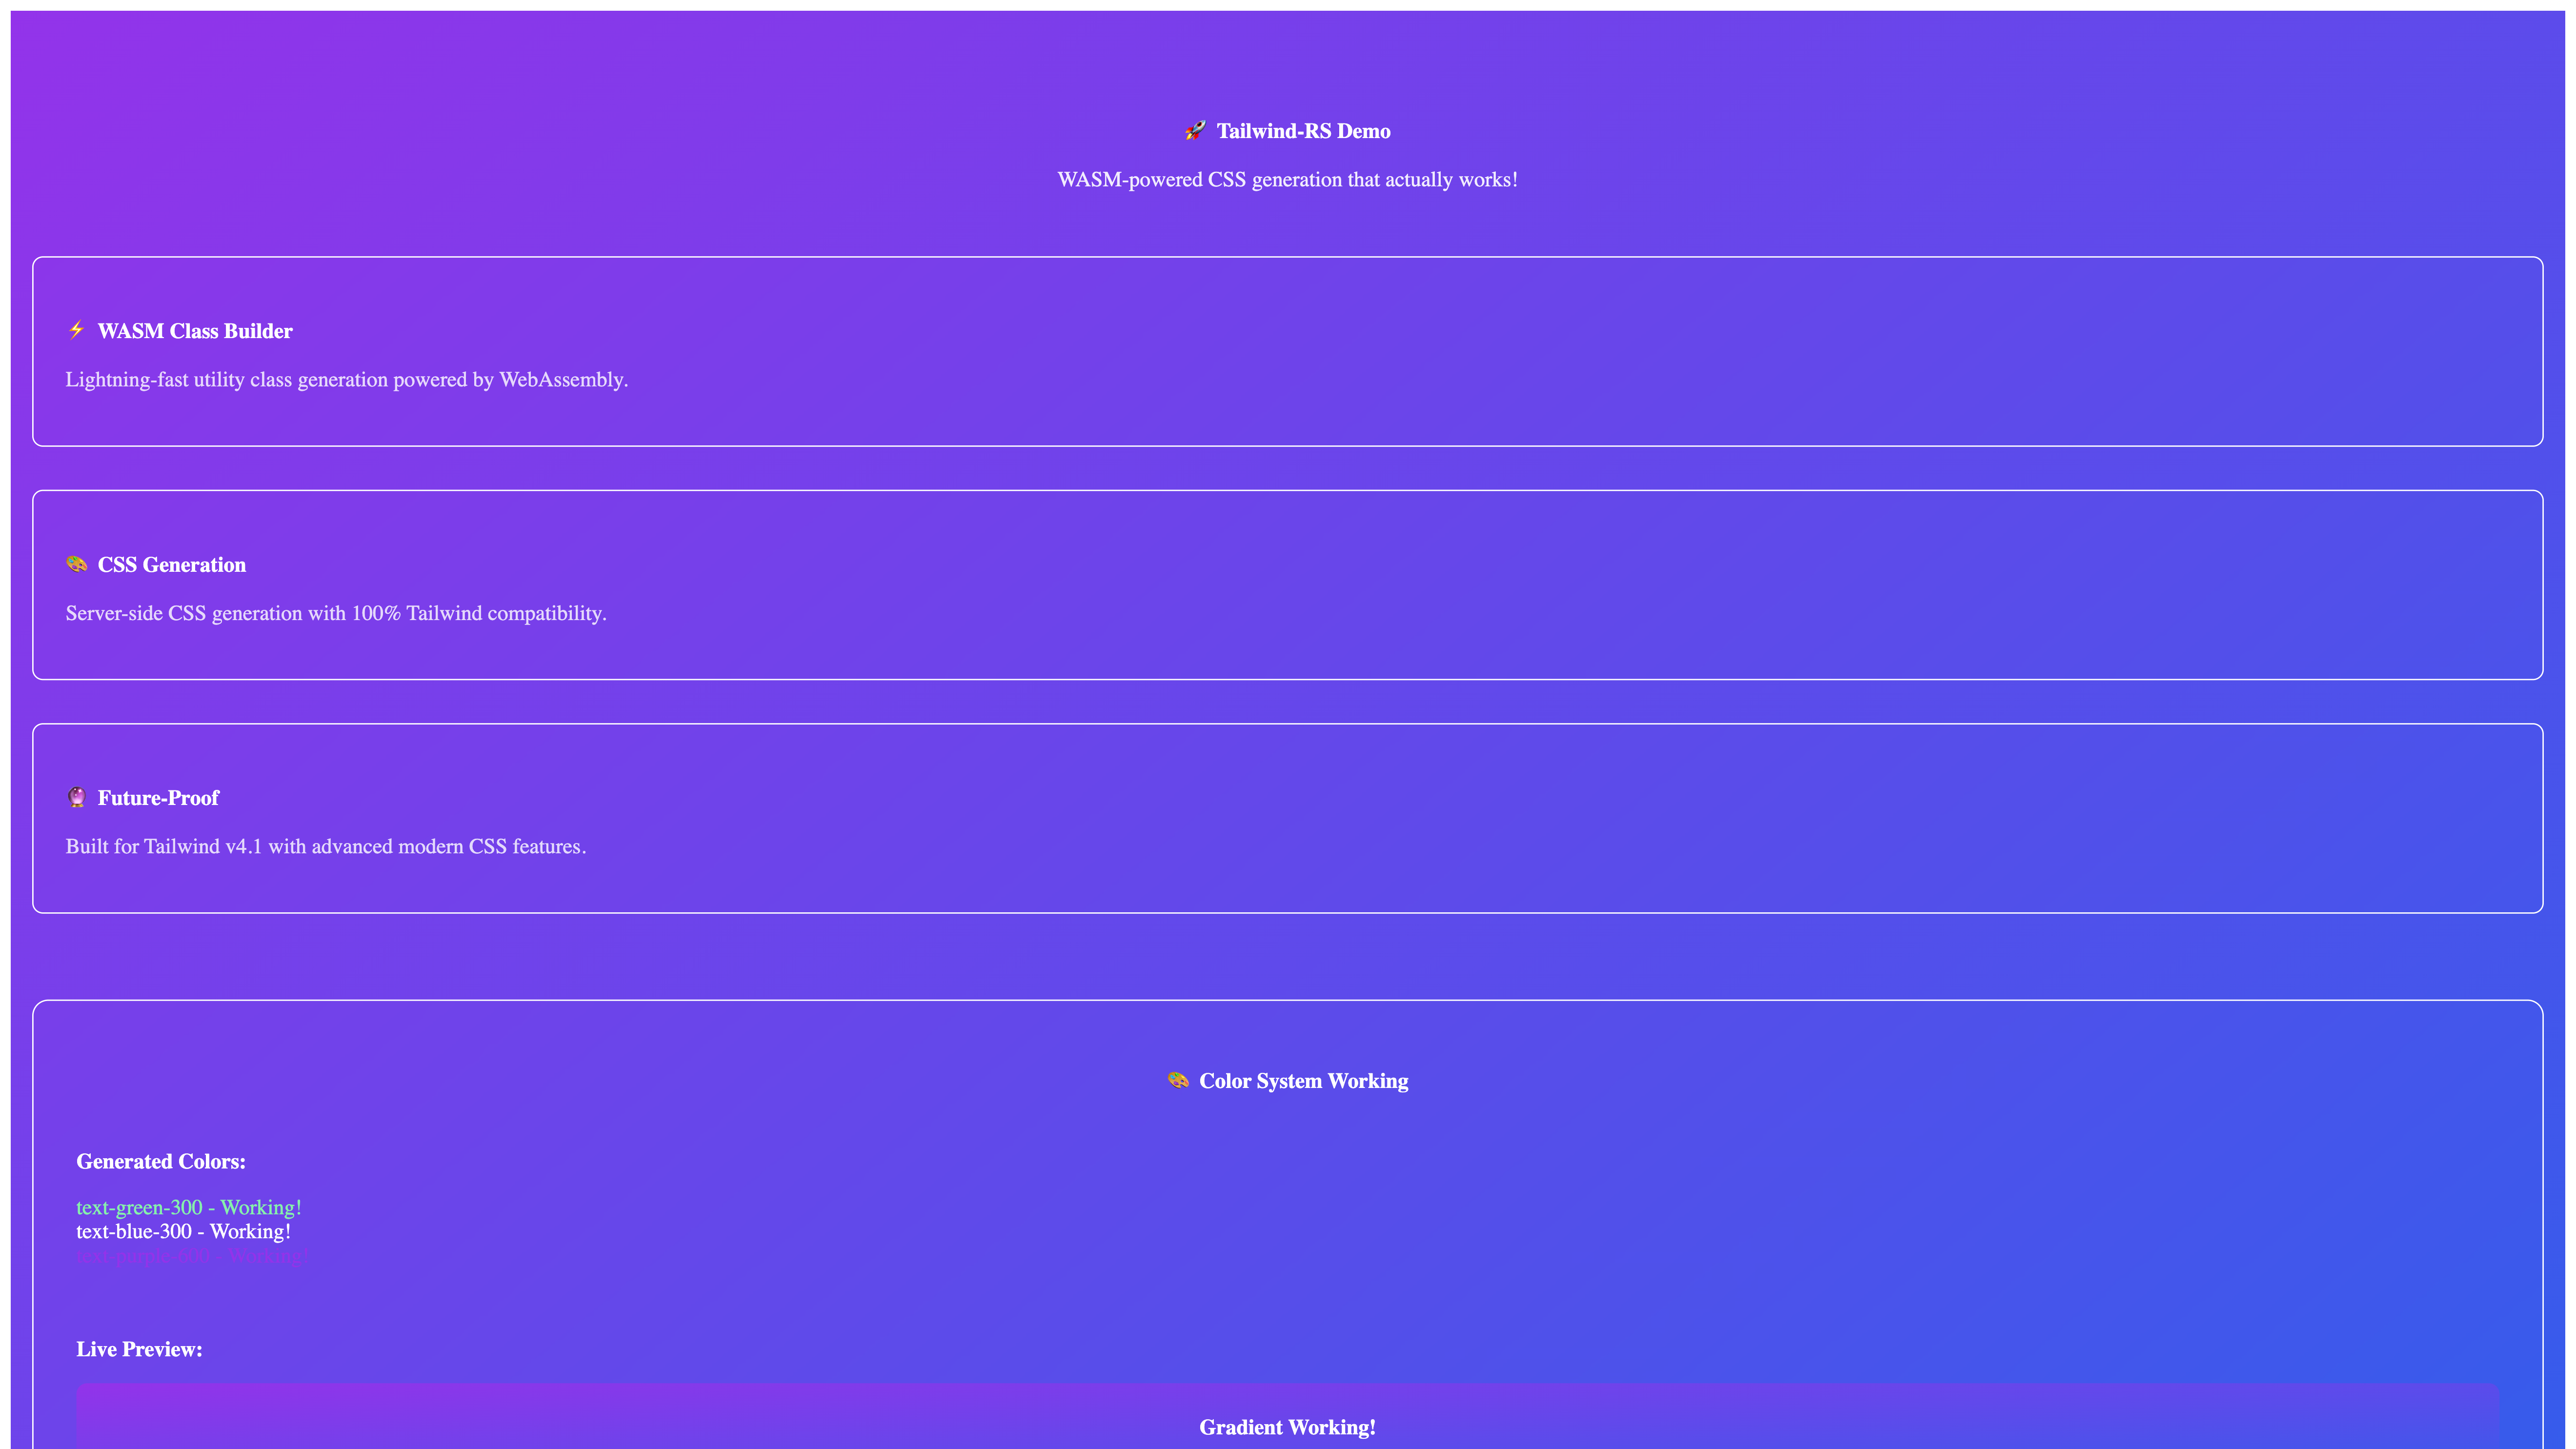 🚀 Tailwind-RS Demo
WASM-powered CSS generation that actually works!
⚡ WASM Class Builder
Lightning-fast utility class generation powered by WebAssembly.
🎨 CSS Generation
Server-side CSS generation with 100% Tailwind compatibility.
🔮 Future-Proof
Built for Tailwind v4.1 with advanced modern CSS features.
🎨 Color System Working
Generated Colors:
text-green-300 - Working!
text-blue-300 - Working!
text-purple-600 - Working!
Live Preview:
Gradient Working!